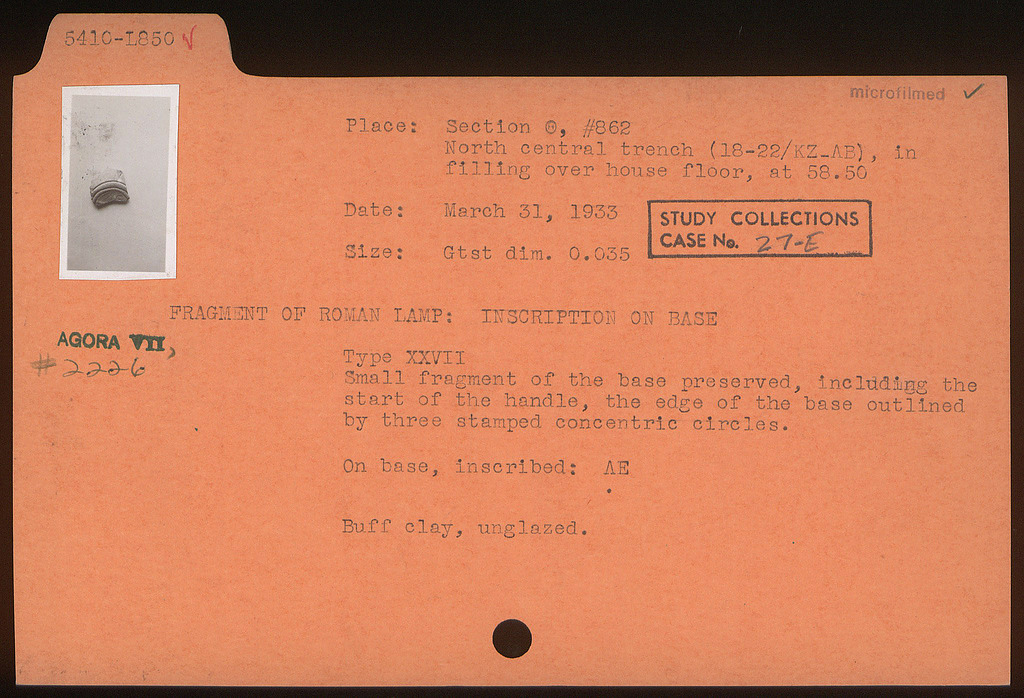 5410-L850 √
microfilmed ✓
Place: Section Θ, #862
North central trench (18-22/KZ-AB), in
filling over house floor, at 58.50
Date: March 31, 1933
STUDY COLLECTIONS
CASE No. 27-E
Size: Gtst dim. 0.035
FRAGMENT OF ROMAN LAMP: INSCRIPTION ON BASE
AGORA VII,
#2226
Type XXVII
Small fragment of the base preserved, including the
start of the handle, the edge of the base outlined
by three stamped concentric circles.
On base, inscribed: ΛE
Buff clay, unglazed.